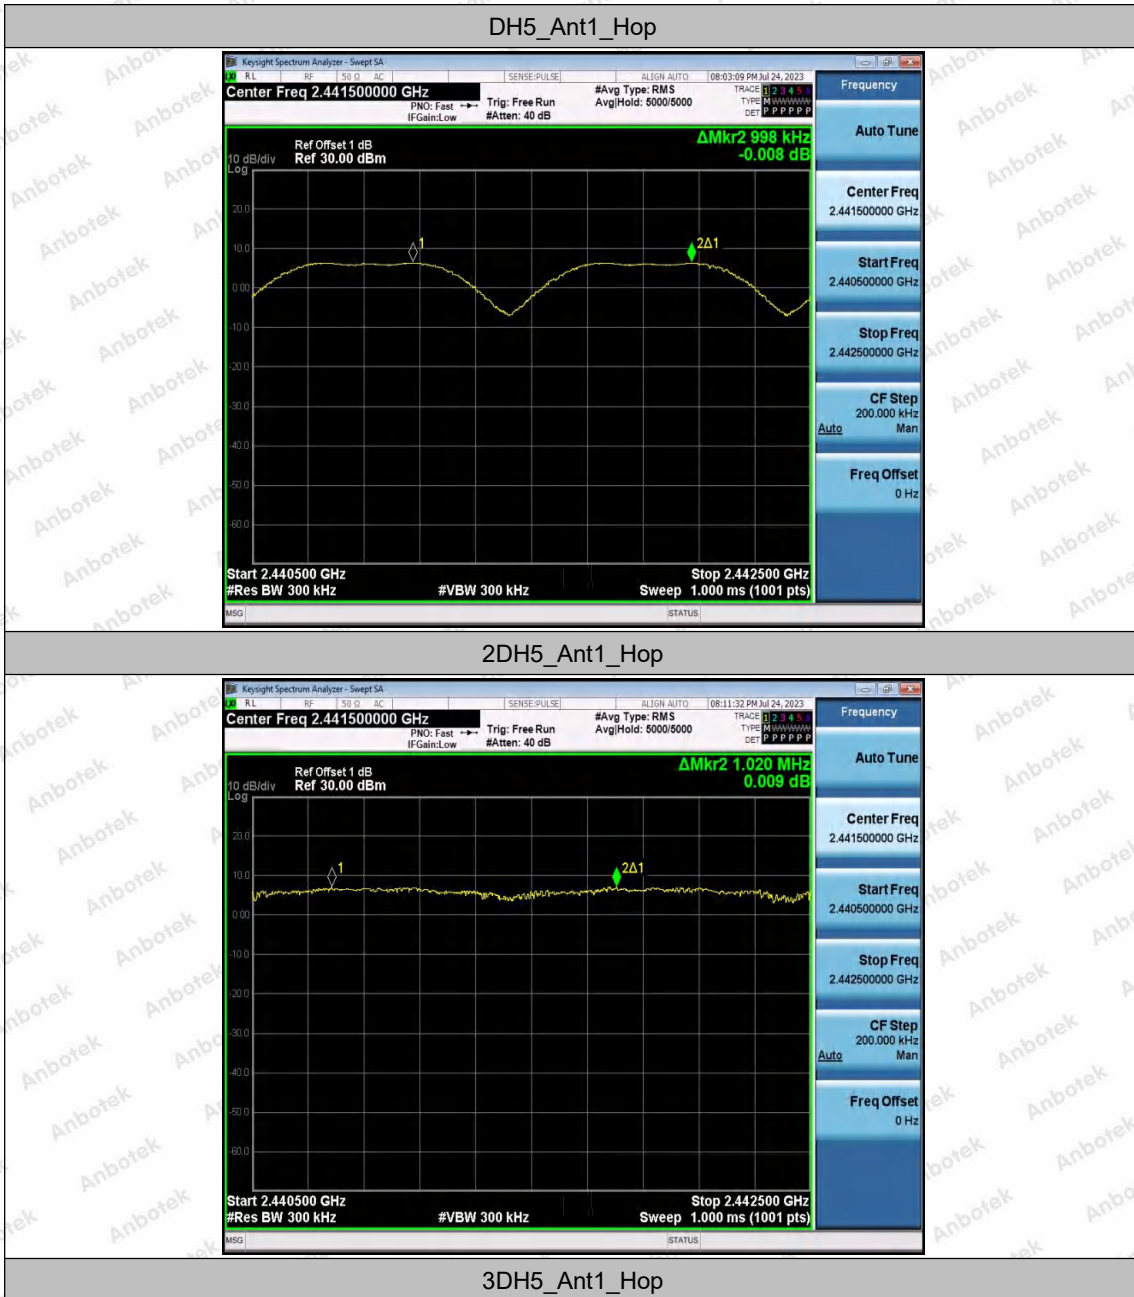 DH5_Ant1_Hop
Keysight Spectrum Analyzer - Swept SA
RL RF 50 Ω AC SENSE:PULSE ALIGN AUTO 08:03:09 PM Jul 24, 2023
Center Freq 2.441500000 GHz
PNO: Fast
IFGain:Low
Trig: Free Run
#Atten: 40 dB
#Avg Type: RMS
Avg|Hold: 5000/5000
TRACE 1 2 3 4 5
TYPE M
DET P P P P P P
Frequency
ΔMkr2 998 kHz
-0.008 dB
Ref Offset 1 dB
10 dB/div Ref 30.00 dBm
Log
20.0
10.0
0.00
-10.0
-20.0
-30.0
-40.0
-50.0
-60.0
1
2Δ1
Start 2.440500 GHz
Stop 2.442500 GHz
#Res BW 300 kHz
#VBW 300 kHz
Sweep 1.000 ms (1001 pts)
MSG
STATUS
Auto Tune
Center Freq
2.441500000 GHz
Start Freq
2.440500000 GHz
Stop Freq
2.442500000 GHz
CF Step
200.000 kHz
Auto Man
Freq Offset
0 Hz
2DH5_Ant1_Hop
Keysight Spectrum Analyzer - Swept SA
RL RF 50 Ω AC SENSE:PULSE ALIGN AUTO 08:11:32 PM Jul 24, 2023
Center Freq 2.441500000 GHz
PNO: Fast
IFGain:Low
Trig: Free Run
#Atten: 40 dB
#Avg Type: RMS
Avg|Hold: 5000/5000
TRACE 1 2 3 4 5
TYPE M
DET P P P P P P
Frequency
ΔMkr2 1.020 MHz
0.009 dB
Ref Offset 1 dB
10 dB/div Ref 30.00 dBm
Log
20.0
10.0
0.00
-10.0
-20.0
-30.0
-40.0
-50.0
-60.0
1
2Δ1
Start 2.440500 GHz
Stop 2.442500 GHz
#Res BW 300 kHz
#VBW 300 kHz
Sweep 1.000 ms (1001 pts)
MSG
STATUS
Auto Tune
Center Freq
2.441500000 GHz
Start Freq
2.440500000 GHz
Stop Freq
2.442500000 GHz
CF Step
200.000 kHz
Auto Man
Freq Offset
0 Hz
3DH5_Ant1_Hop
Anbotek